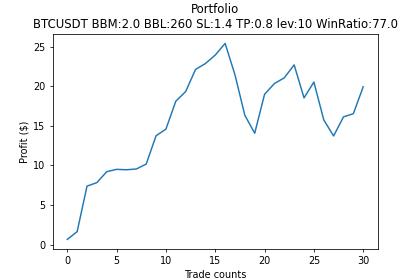 Portfolio
BTCUSDT BBM:2.0 BBL:260 SL:1.4 TP:0.8 lev:10 WinRatio:77.0
25
20
15
10
5
0
Profit ($)
0 5 10 15 20 25 30
Trade counts